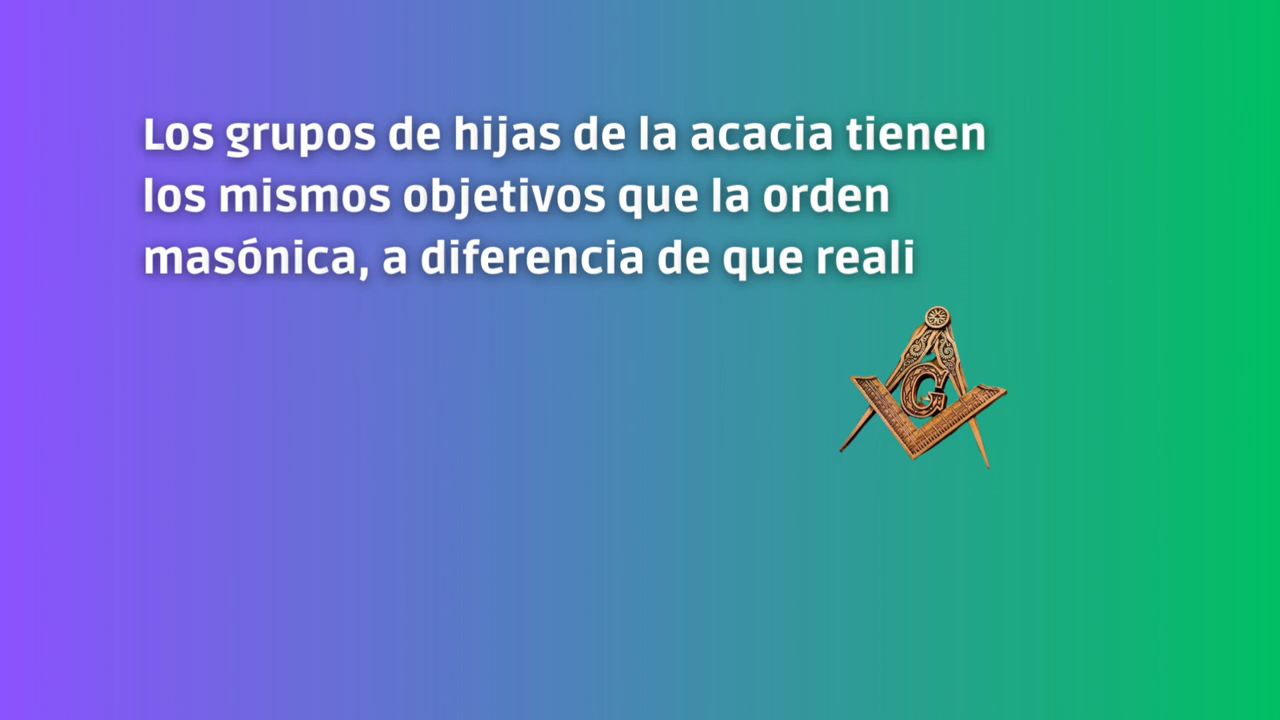 Los grupos de hijas de la acacia tienen
los mismos objetivos que la orden
masónica, a diferencia de que reali
G